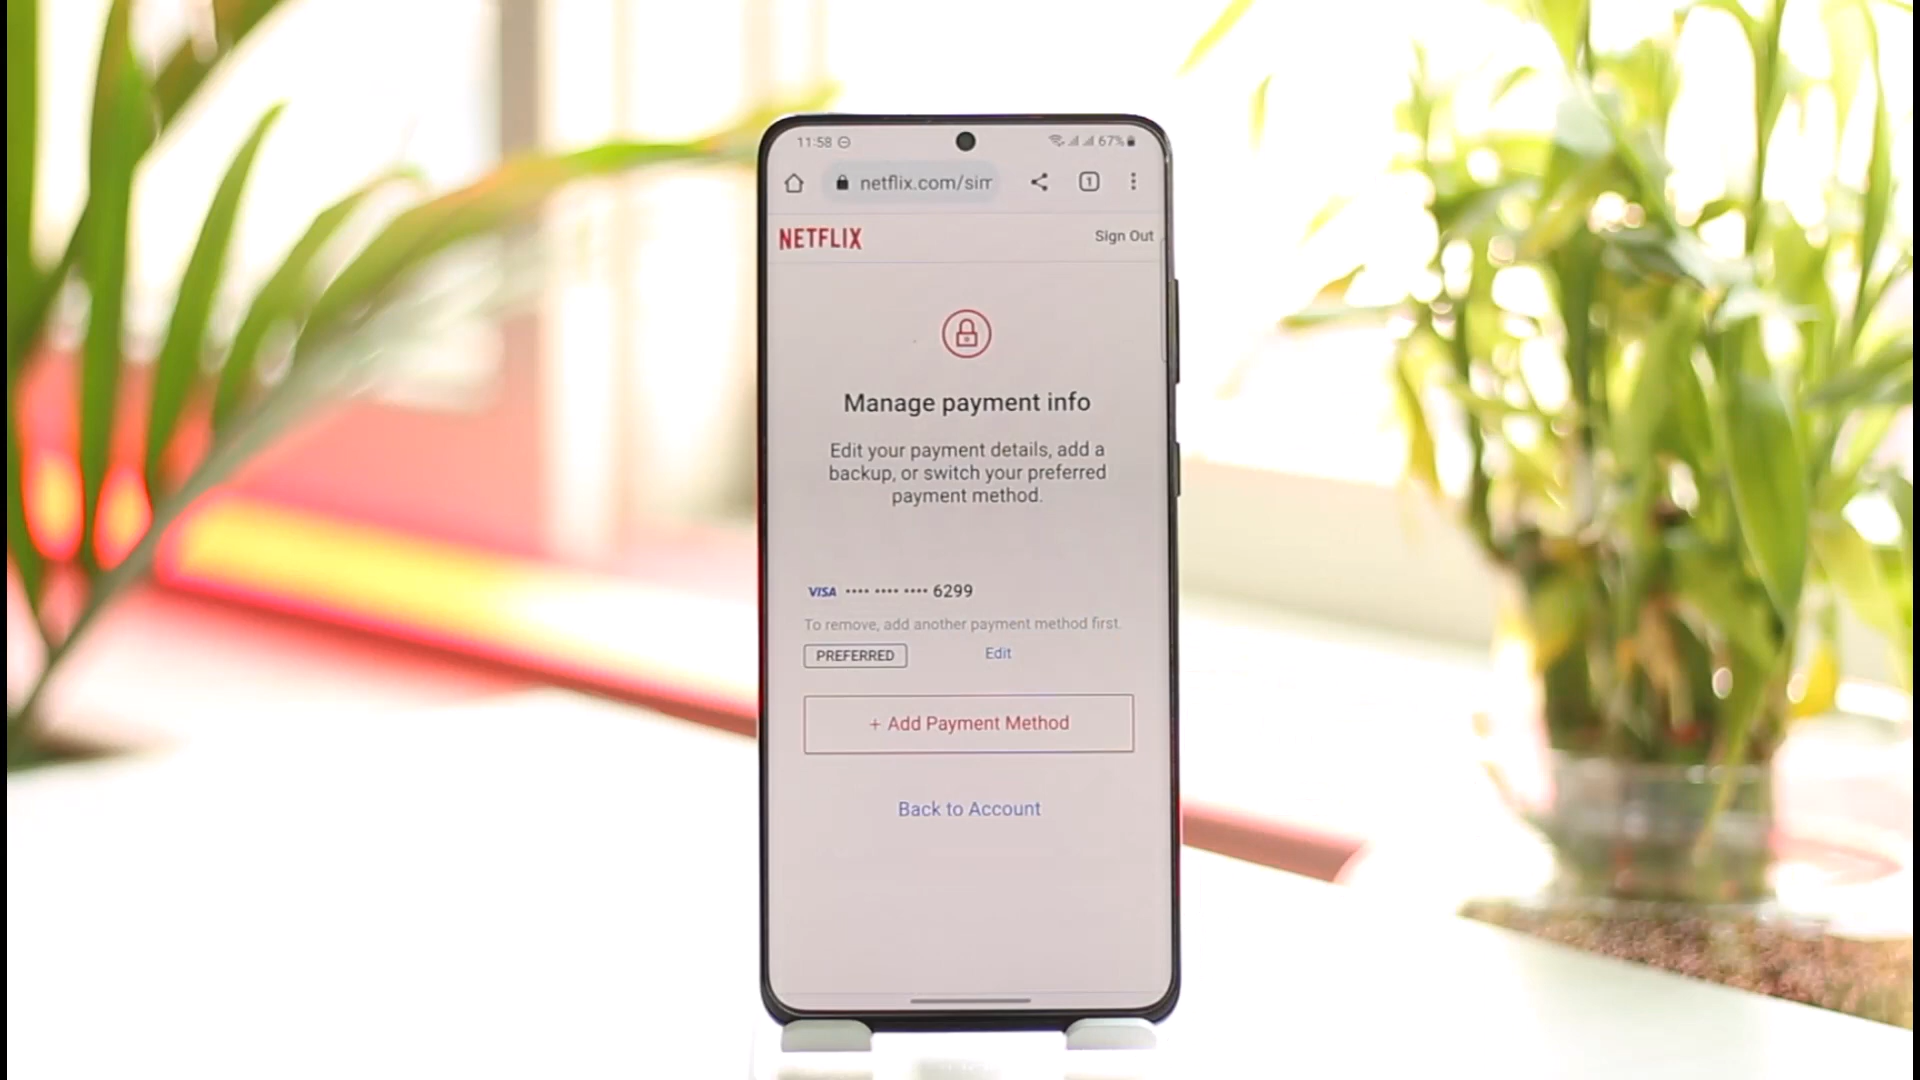 11:58
67%
netflix.com/sim
1
NETFLIX
Sign Out
Manage payment info
Edit your payment details, add a
backup, or switch your preferred
payment method.
VISA •••• •••• •••• 6299
To remove, add another payment method first.
PREFERRED
Edit
+ Add Payment Method
Back to Account